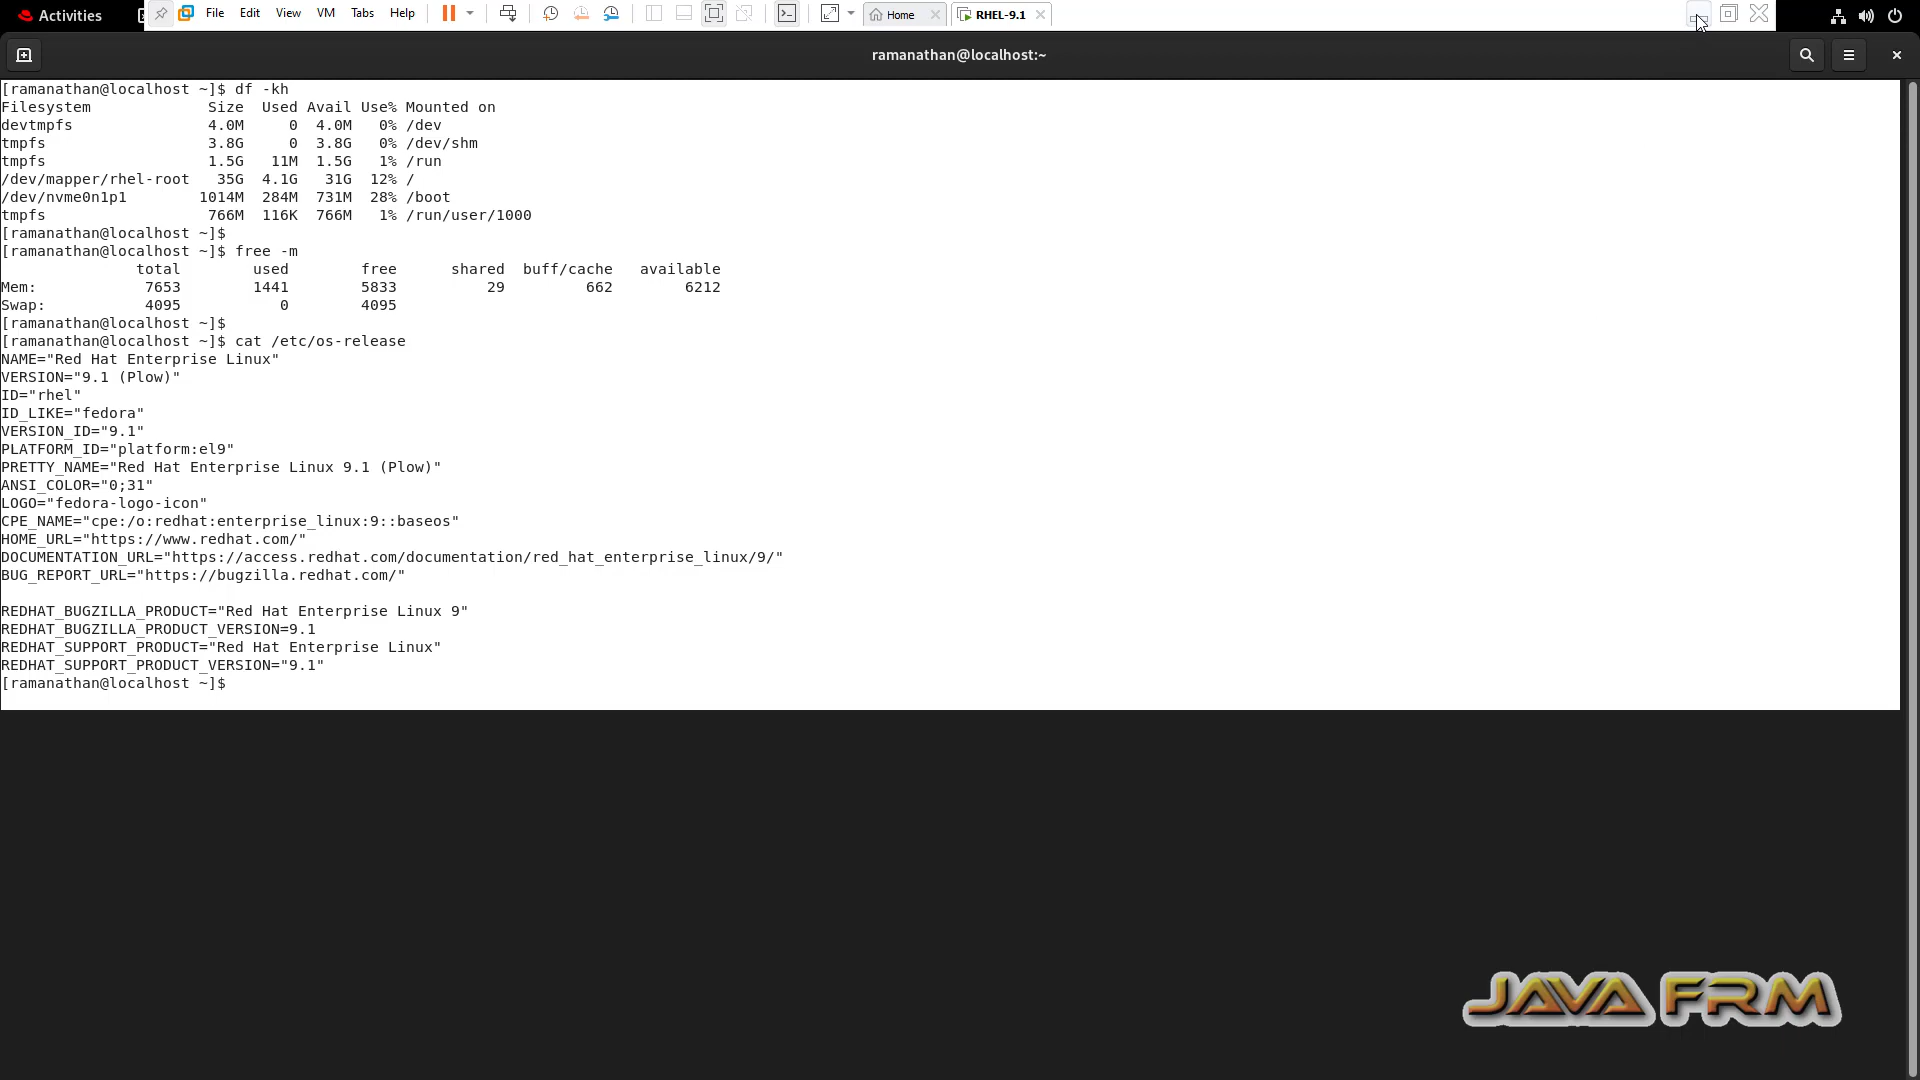 Activities File Edit View VM Tabs Help Home RHEL-9.1
ramanathan@localhost:~
[ramanathan@localhost ~]$ df -kh
Filesystem Size Used Avail Use% Mounted on
devtmpfs 4.0M 0 4.0M 0% /dev
tmpfs 3.8G 0 3.8G 0% /dev/shm
tmpfs 1.5G 11M 1.5G 1% /run
/dev/mapper/rhel-root 35G 4.1G 31G 12% /
/dev/nvme0n1p1 1014M 284M 731M 28% /boot
tmpfs 766M 116K 766M 1% /run/user/1000
[ramanathan@localhost ~]$
[ramanathan@localhost ~]$ free -m
total used free shared buff/cache available
Mem: 7653 1441 5833 29 662 6212
Swap: 4095 0 4095
[ramanathan@localhost ~]$
[ramanathan@localhost ~]$ cat /etc/os-release
NAME="Red Hat Enterprise Linux"
VERSION="9.1 (Plow)"
ID="rhel"
ID_LIKE="fedora"
VERSION_ID="9.1"
PLATFORM_ID="platform:el9"
PRETTY_NAME="Red Hat Enterprise Linux 9.1 (Plow)"
ANSI_COLOR="0;31"
LOGO="fedora-logo-icon"
CPE_NAME="cpe:/o:redhat:enterprise_linux:9::baseos"
HOME_URL="https://www.redhat.com/"
DOCUMENTATION_URL="https://access.redhat.com/documentation/red_hat_enterprise_linux/9/"
BUG_REPORT_URL="https://bugzilla.redhat.com/"
REDHAT_BUGZILLA_PRODUCT="Red Hat Enterprise Linux 9"
REDHAT_BUGZILLA_PRODUCT_VERSION=9.1
REDHAT_SUPPORT_PRODUCT="Red Hat Enterprise Linux"
REDHAT_SUPPORT_PRODUCT_VERSION="9.1"
[ramanathan@localhost ~]$
JAVA FRM